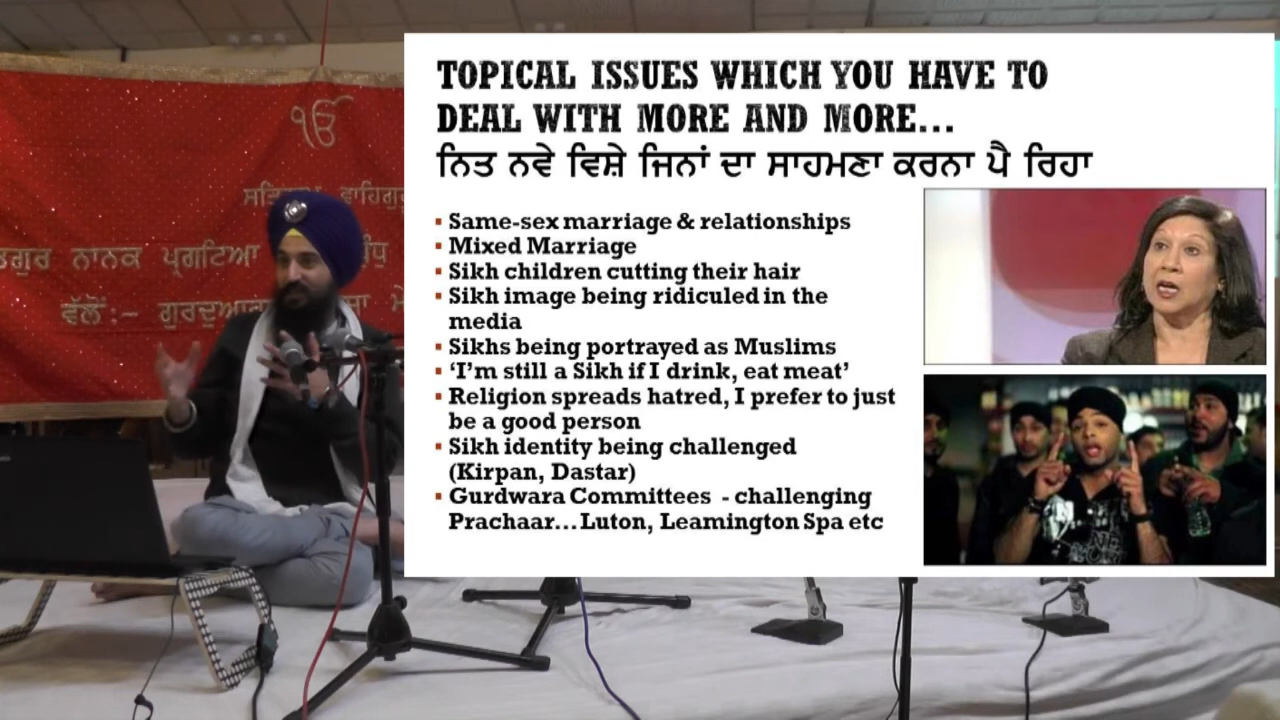 TOPICAL ISSUES WHICH YOU HAVE TO
DEAL WITH MORE AND MORE...
ਨਿਤ ਨਵੇ ਵਿਸ਼ੇ ਜਿਨਾਂ ਦਾ ਸਾਹਮਣਾ ਕਰਨਾ ਪੈ ਰਿਹਾ
Same-sex marriage & relationships
Mixed Marriage
Sikh children cutting their hair
Sikh image being ridiculed in the
media
Sikhs being portrayed as Muslims
‘I’m still a Sikh if I drink, eat meat’
Religion spreads hatred, I prefer to just
be a good person
Sikh identity being challenged
(Kirpan, Dastar)
Gurdwara Committees - challenging
Prachaar...Luton, Leamington Spa etc
ੴ
ਨਾਨਕ ਪ੍ਰਗਟਿਆ
ਵੱਲੋਂ :-